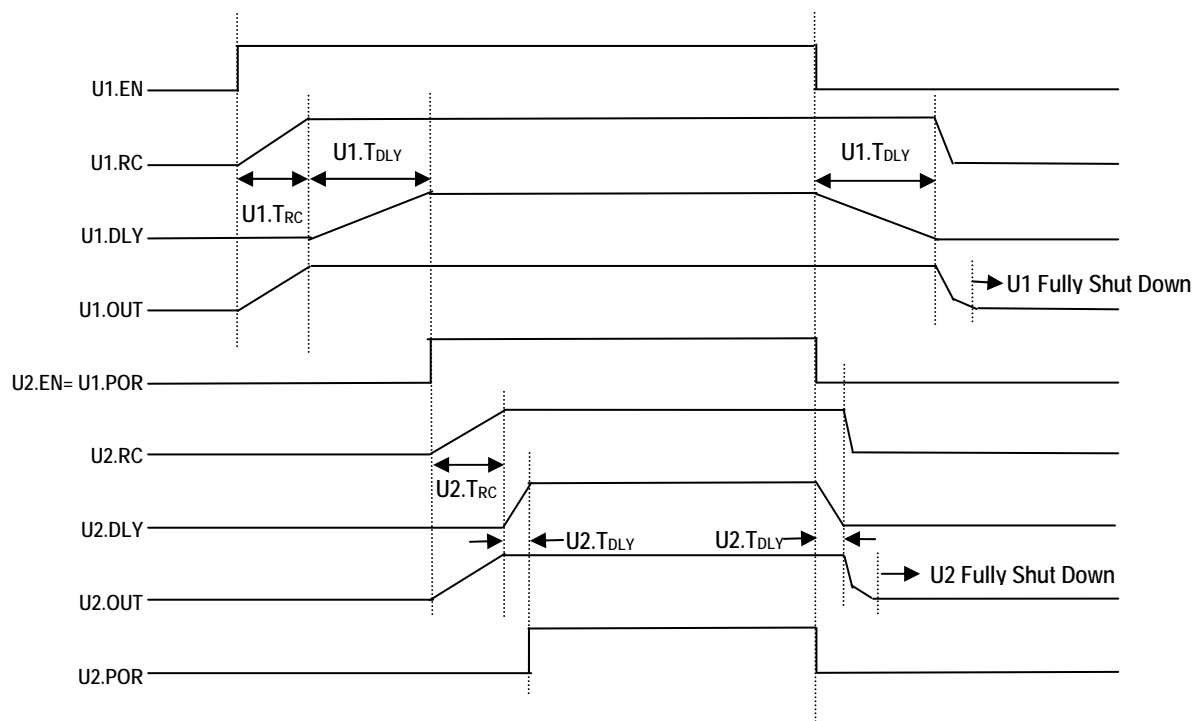 U1.EN
U1.RC
U1.TDLY
U1.TDLY
U1.TRC
U1.DLY
U1 Fully Shut Down
U1.OUT
U2.EN= U1.POR
U2.RC
U2.TRC
U2.DLY
U2.TDLY
U2.TDLY
U2 Fully Shut Down
U2.OUT
U2.POR